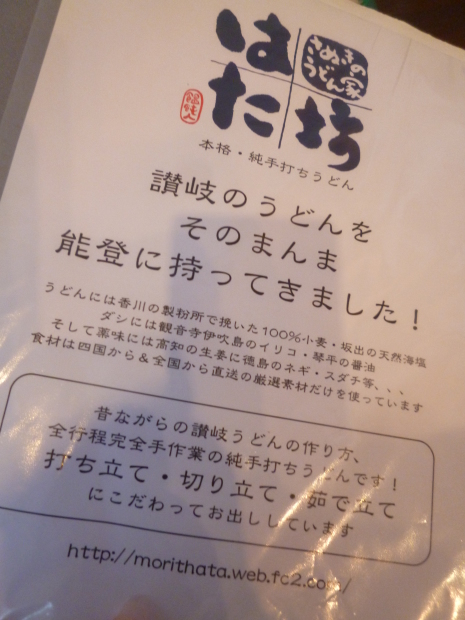 さぬきの
うどん家
はた坊
本格・純手打ちうどん
讃岐のうどんを
そのまんま
能登に持ってきました！
うどんには香川の製粉所で挽いた100%小麦・坂出の天然海塩
ダシには観音寺伊吹島のイリコ・琴平の醤油
そして薬味には高知の生姜に徳島のネギ・スダチ等、、、
食材は四国から＆全国から直送の厳選素材だけを使っています
昔ながらの讃岐うどんの作り方、
全行程完全手作業の純手打ちうどんです！
打ち立て・切り立て・茹で立て
にこだわってお出ししています
http://morithata.web.fc2.com/